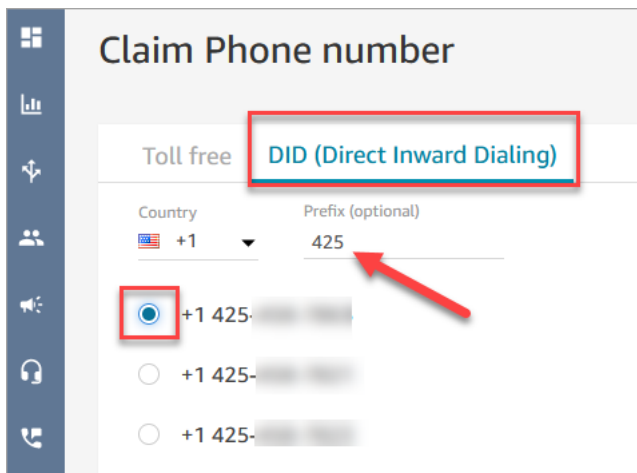 Claim Phone number
Toll free DID (Direct Inward Dialing)
Country Prefix (optional)
+1 425
+1 425-
+1 425-
+1 425-